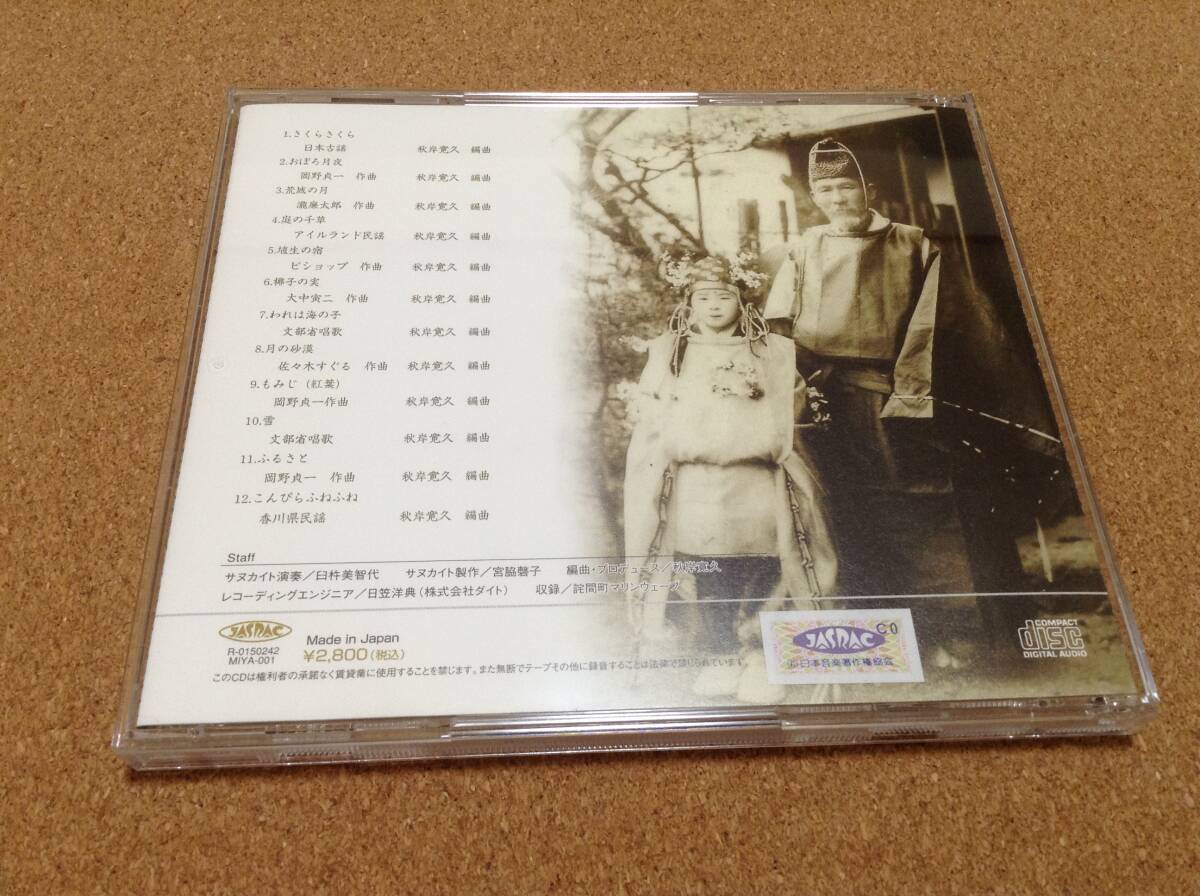 1.さくらさくら
日本古謡 秋岸寛久 編曲
2.おぼろ月夜
岡野貞一 作曲 秋岸寛久 編曲
3.荒城の月
瀧廉太郎 作曲 秋岸寛久 編曲
4.庭の千草
アイルランド民謡 秋岸寛久 編曲
5.埴生の宿
ビショップ 作曲 秋岸寛久 編曲
6.椰子の実
大中寅二 作曲 秋岸寛久 編曲
7.われは海の子
文部省唱歌 秋岸寛久 編曲
8.月の砂漠
佐々木すぐる 作曲 秋岸寛久 編曲
9.もみじ（紅葉）
岡野貞一作曲 秋岸寛久 編曲
10.雪
文部省唱歌 秋岸寛久 編曲
11.ふるさと
岡野貞一 作曲 秋岸寛久 編曲
12.こんぴらふねふね
香川県民謡 秋岸寛久 編曲
Staff
サヌカイト演奏／臼杵美智代 サヌカイト製作／宮脇磬子 編曲・プロデュース／秋岸寛久
レコーディングエンジニア／日笠洋典（株式会社ダイト） 収録／詫間町マリンウェーブ
JASRAC
R-0150242
MIYA-001
Made in Japan
¥2,800（税込）
このCDは権利者の承諾なく賃貸業に使用することを禁じます。また無断でテープその他に録音することは法律で禁じられています。
JASRAC CO
日本音楽著作権協会
COMPACT
disc
DIGITAL AUDIO